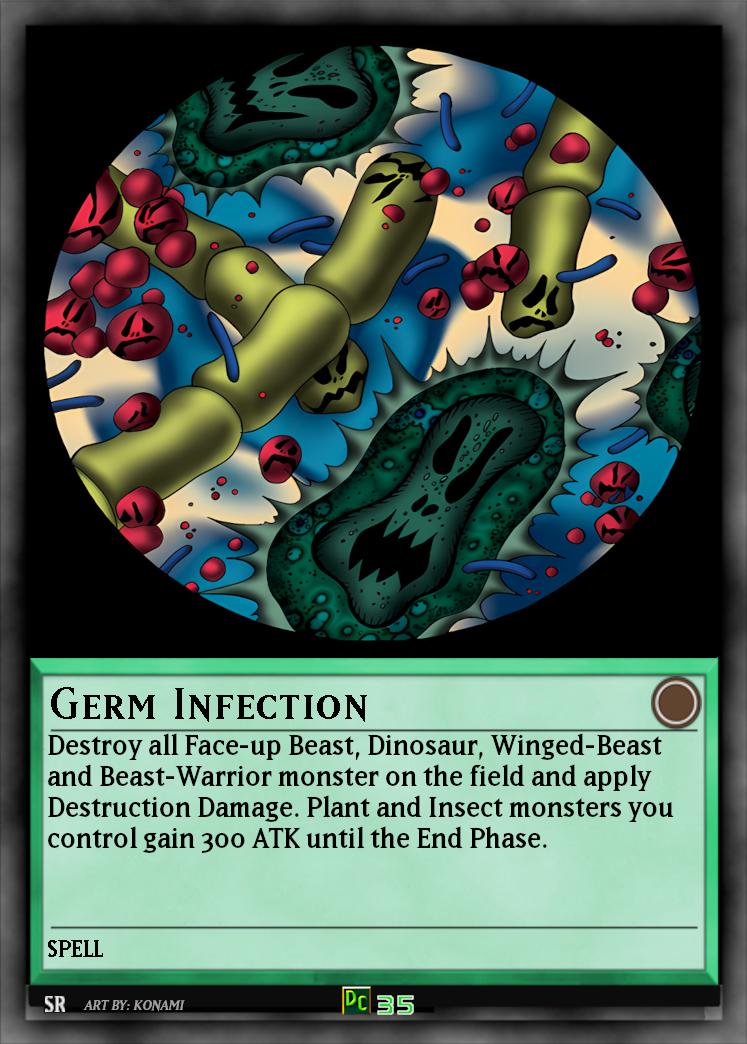 Germ Infection
Destroy all Face-up Beast, Dinosaur, Winged-Beast
and Beast-Warrior monster on the field and apply
Destruction Damage. Plant and Insect monsters you
control gain 300 ATK until the End Phase.
SPELL
SR ART BY: KONAMI DC 35